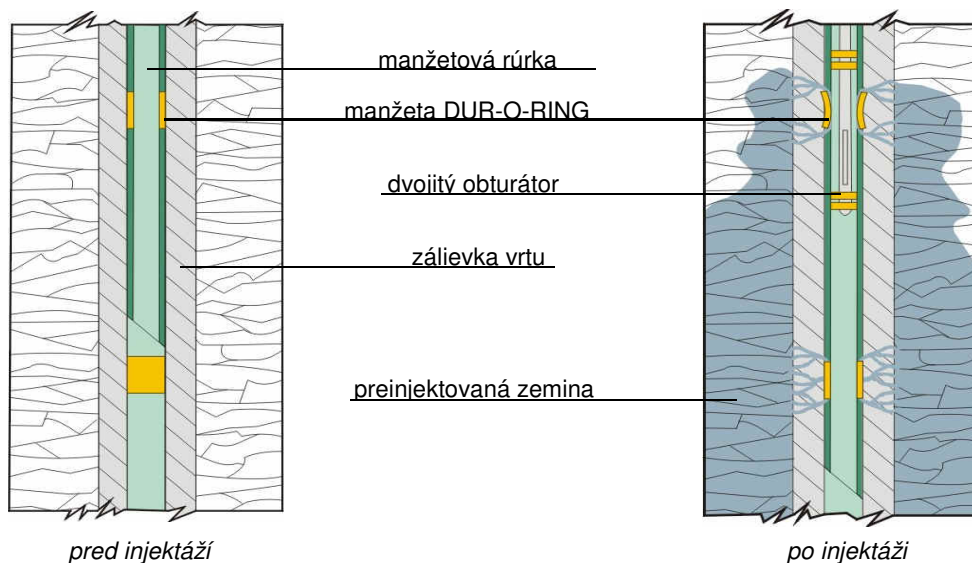 manžetová rúrka
manžeta DUR-O-RING
dvojitý obturátor
zálievka vrtu
preinjektovaná zemina
pred injektáží
po injektáži